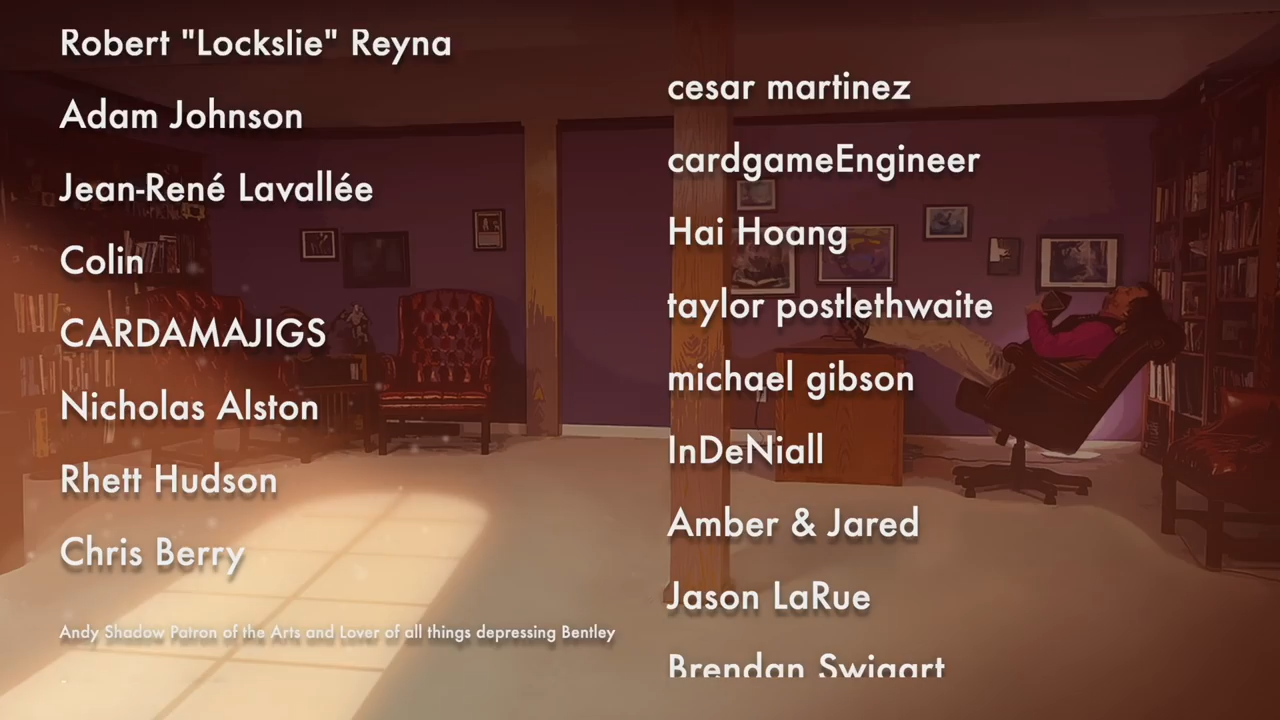 Robert "Lockslie" Reyna
Adam Johnson
Jean-René Lavallée
Colin
CARDAMAJIGS
Nicholas Alston
Rhett Hudson
Chris Berry
Andy Shadow Patron of the Arts and Lover of all things depressing Bentley
cesar martinez
cardgameEngineer
Hai Hoang
taylor postlethwaite
michael gibson
InDeNiall
Amber & Jared
Jason LaRue
Brendan Swigart